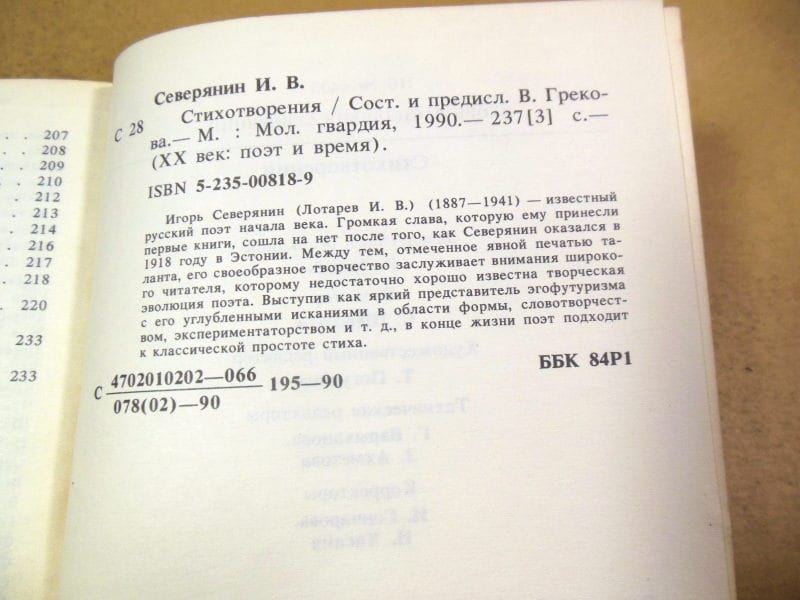 . . 207
. . 208
. . 209
. . 210
. . 212
. . 213
. . 214
. . 216
. . 217
. . 218
. 220
233
233
Северянин И. В.
С 28 Стихотворения / Сост. и предисл. В. Греко-
ва.— М. : Мол. гвардия, 1990.— 237[3] с.—
(XX век: поэт и время).
ISBN 5-235-00818-9
Игорь Северянин (Лотарев И. В.) (1887—1941) — известный
русский поэт начала века. Громкая слава, которую ему принесли
первые книги, сошла на нет после того, как Северянин оказался в
1918 году в Эстонии. Между тем, отмеченное явной печатью та-
ланта, его своеобразное творчество заслуживает внимания широко-
го читателя, которому недостаточно хорошо известна творческая
эволюция поэта. Выступив как яркий представитель эгофутуризма
с его углубленными исканиями в области формы, словотворчест-
вом, экспериментаторством и т. д., в конце жизни поэт подходит
к классической простоте стиха.
С 4702010202—066
078(02)—90 195—90
ББК 84Р1